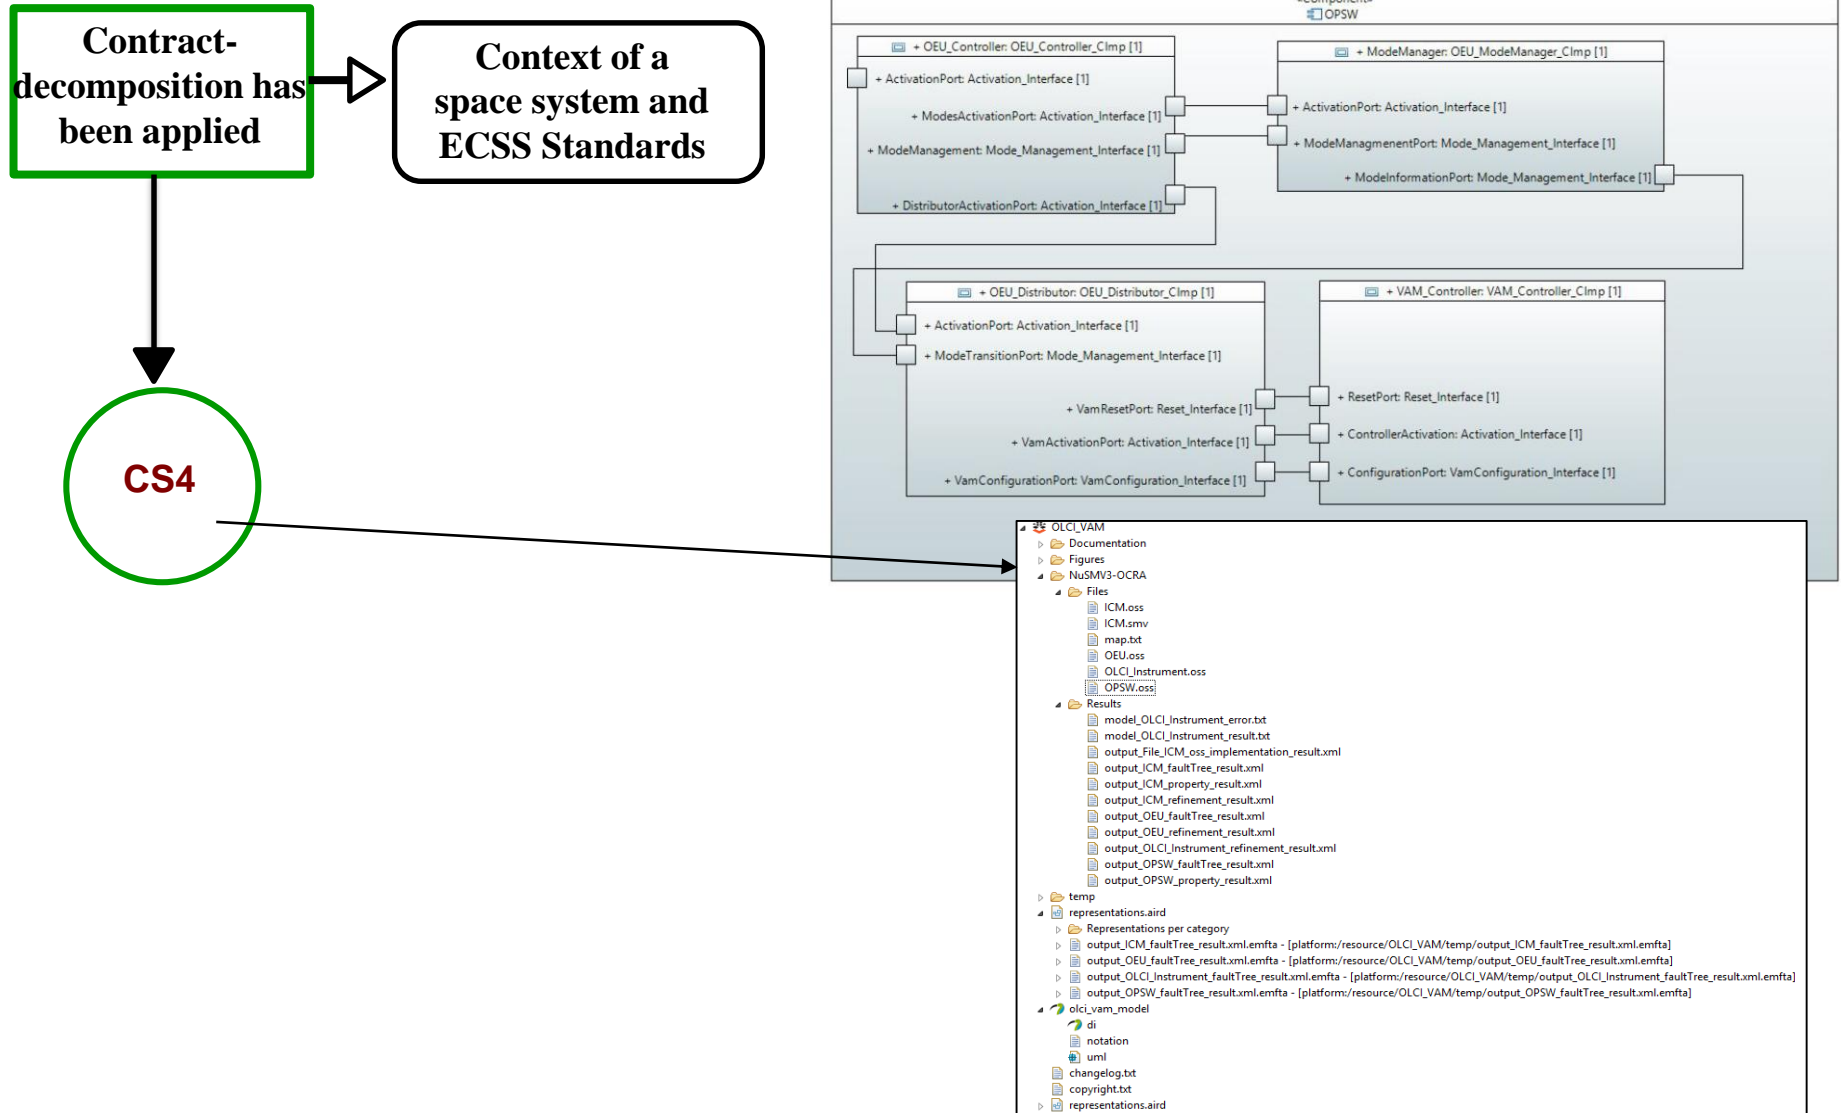 Contract-
decomposition has
been applied
Context of a
space system and
ECSS Standards
CS4
«Component»
OPSW
+ OEU_Controller: OEU_Controller_CImp [1]
+ ActivationPort: Activation_Interface [1]
+ ModesActivationPort: Activation_Interface [1]
+ ModeManagement: Mode_Management_Interface [1]
+ DistributorActivationPort: Activation_Interface [1]
+ ModeManager: OEU_ModeManager_CImp [1]
+ ActivationPort: Activation_Interface [1]
+ ModeManagmenentPort: Mode_Management_Interface [1]
+ ModeInformationPort: Mode_Management_Interface [1]
+ OEU_Distributor: OEU_Distributor_CImp [1]
+ ActivationPort: Activation_Interface [1]
+ ModeTransitionPort: Mode_Management_Interface [1]
+ VamResetPort: Reset_Interface [1]
+ VamActivationPort: Activation_Interface [1]
+ VamConfigurationPort: VamConfiguration_Interface [1]
+ VAM_Controller: VAM_Controller_CImp [1]
+ ResetPort: Reset_Interface [1]
+ ControllerActivation: Activation_Interface [1]
+ ConfigurationPort: VamConfiguration_Interface [1]
OLCI_VAM
Documentation
Figures
NuSMV3-OCRA
Files
ICM.oss
ICM.smv
map.txt
OEU.oss
OLCI_Instrument.oss
OPSW.oss
Results
model_OLCI_Instrument_error.txt
model_OLCI_Instrument_result.txt
output_File_ICM_oss_implementation_result.xml
output_ICM_faultTree_result.xml
output_ICM_property_result.xml
output_ICM_refinement_result.xml
output_OEU_faultTree_result.xml
output_OEU_refinement_result.xml
output_OLCI_Instrument_refinement_result.xml
output_OPSW_faultTree_result.xml
output_OPSW_property_result.xml
temp
representations.aird
Representations per category
output_ICM_faultTree_result.xml.emfta - [platform:/resource/OLCI_VAM/temp/output_ICM_faultTree_result.xml.emfta]
output_OEU_faultTree_result.xml.emfta - [platform:/resource/OLCI_VAM/temp/output_OEU_faultTree_result.xml.emfta]
output_OLCI_Instrument_faultTree_result.xml.emfta - [platform:/resource/OLCI_VAM/temp/output_OLCI_Instrument_faultTree_result.xml.emfta]
output_OPSW_faultTree_result.xml.emfta - [platform:/resource/OLCI_VAM/temp/output_OPSW_faultTree_result.xml.emfta]
olci_vam_model
di
notation
uml
changelog.txt
copyright.txt
representations.aird